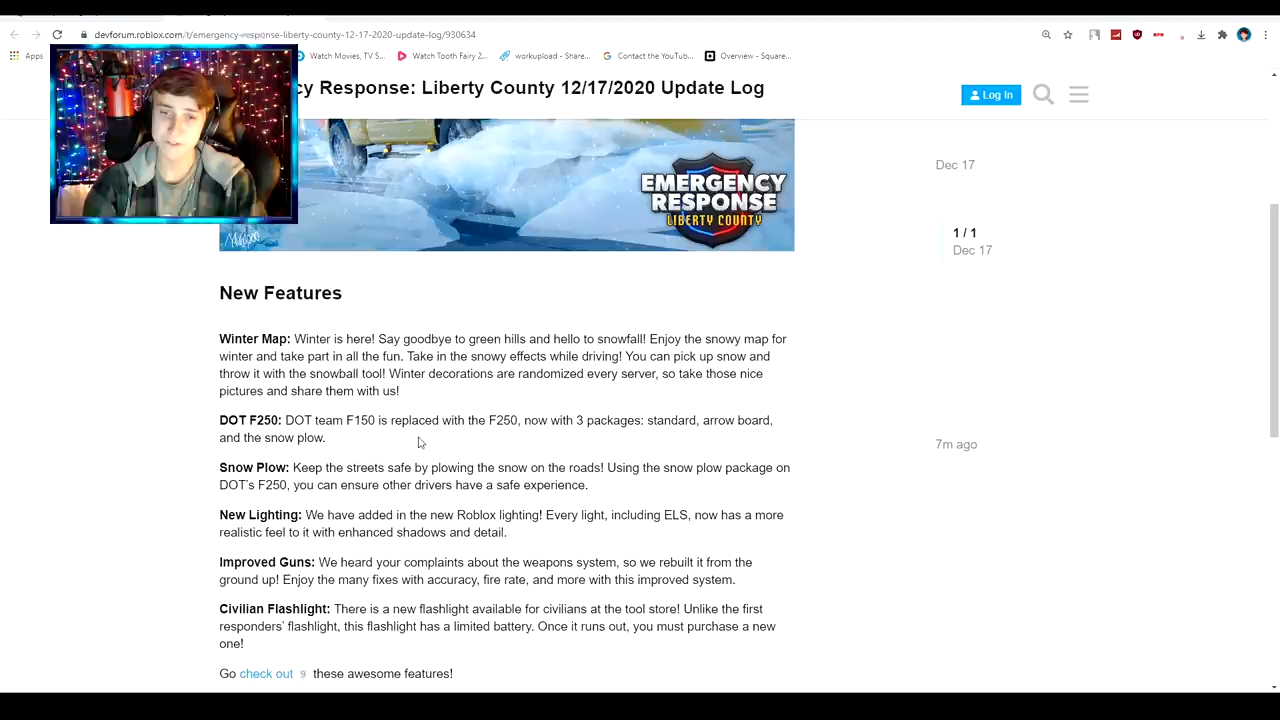 devforum.roblox.com/t/emergency-response-liberty-county-12-17-2020-update-log/930634
Apps
Watch Movies, TV S...
Watch Tooth Fairy 2...
workupload - Share...
Contact the YouTub...
Overview - Square...
cy Response: Liberty County 12/17/2020 Update Log
Log In
EMERGENCY
RESPONSE
LIBERTY COUNTY
Dec 17
1 / 1
Dec 17
New Features
Winter Map: Winter is here! Say goodbye to green hills and hello to snowfall! Enjoy the snowy map for
winter and take part in all the fun. Take in the snowy effects while driving! You can pick up snow and
throw it with the snowball tool! Winter decorations are randomized every server, so take those nice
pictures and share them with us!
DOT F250: DOT team F150 is replaced with the F250, now with 3 packages: standard, arrow board,
and the snow plow.
7m ago
Snow Plow: Keep the streets safe by plowing the snow on the roads! Using the snow plow package on
DOT's F250, you can ensure other drivers have a safe experience.
New Lighting: We have added in the new Roblox lighting! Every light, including ELS, now has a more
realistic feel to it with enhanced shadows and detail.
Improved Guns: We heard your complaints about the weapons system, so we rebuilt it from the
ground up! Enjoy the many fixes with accuracy, fire rate, and more with this improved system.
Civilian Flashlight: There is a new flashlight available for civilians at the tool store! Unlike the first
responders' flashlight, this flashlight has a limited battery. Once it runs out, you must purchase a new
one!
Go check out 9 these awesome features!